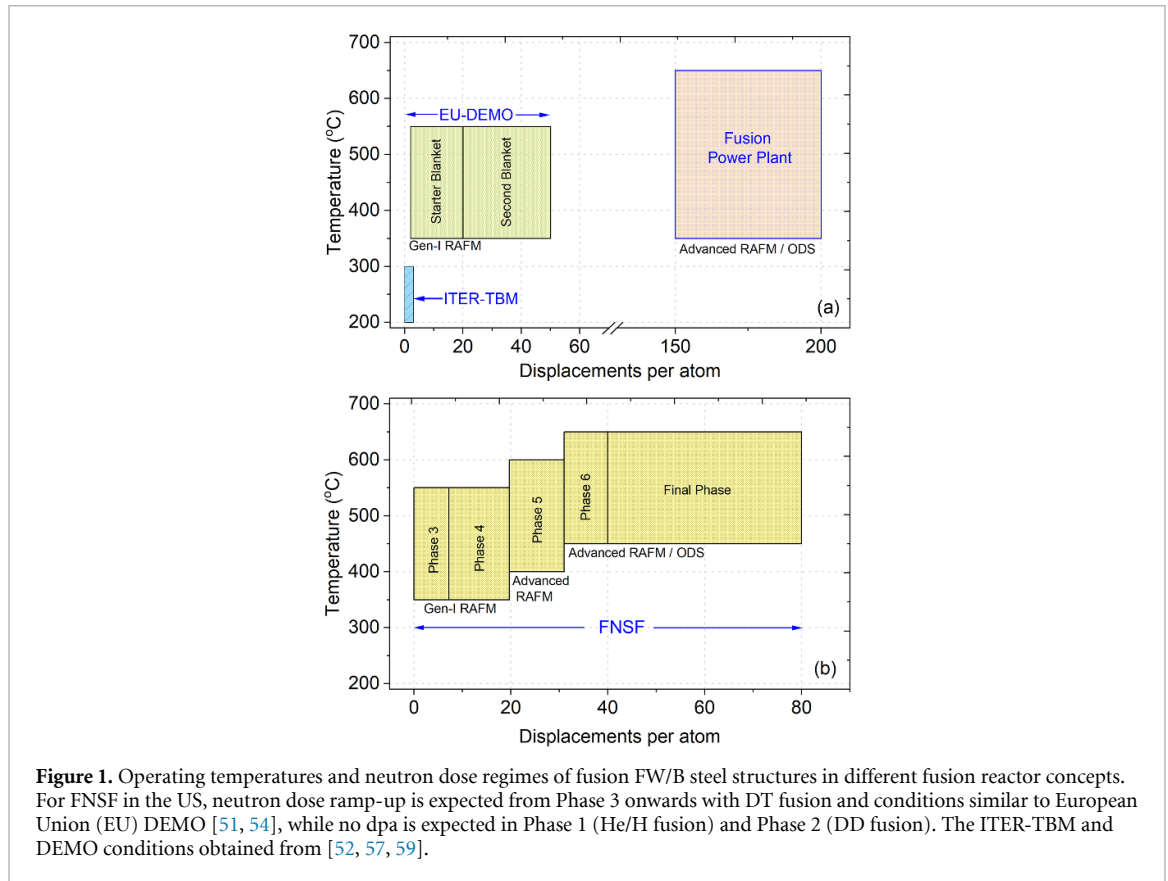 700
600
500
400
300
200
Temperature (°C)
EU-DEMO
Starter Blanket
Second Blanket
Gen-I RAFM
ITER-TBM
Fusion
Power Plant
Advanced RAFM / ODS
(a)
0 20 40 60 150 200
Displacements per atom
700
600
500
400
300
200
Temperature (°C)
Phase 3
Phase 4
Phase 5
Phase 6
Final Phase
Gen-I RAFM
Advanced
RAFM
Advanced RAFM / ODS
FNSF
(b)
0 20 40 60 80
Displacements per atom
Figure 1. Operating temperatures and neutron dose regimes of fusion FW/B steel structures in different fusion reactor concepts.
For FNSF in the US, neutron dose ramp-up is expected from Phase 3 onwards with DT fusion and conditions similar to European
Union (EU) DEMO [51, 54], while no dpa is expected in Phase 1 (He/H fusion) and Phase 2 (DD fusion). The ITER-TBM and
DEMO conditions obtained from [52, 57, 59].